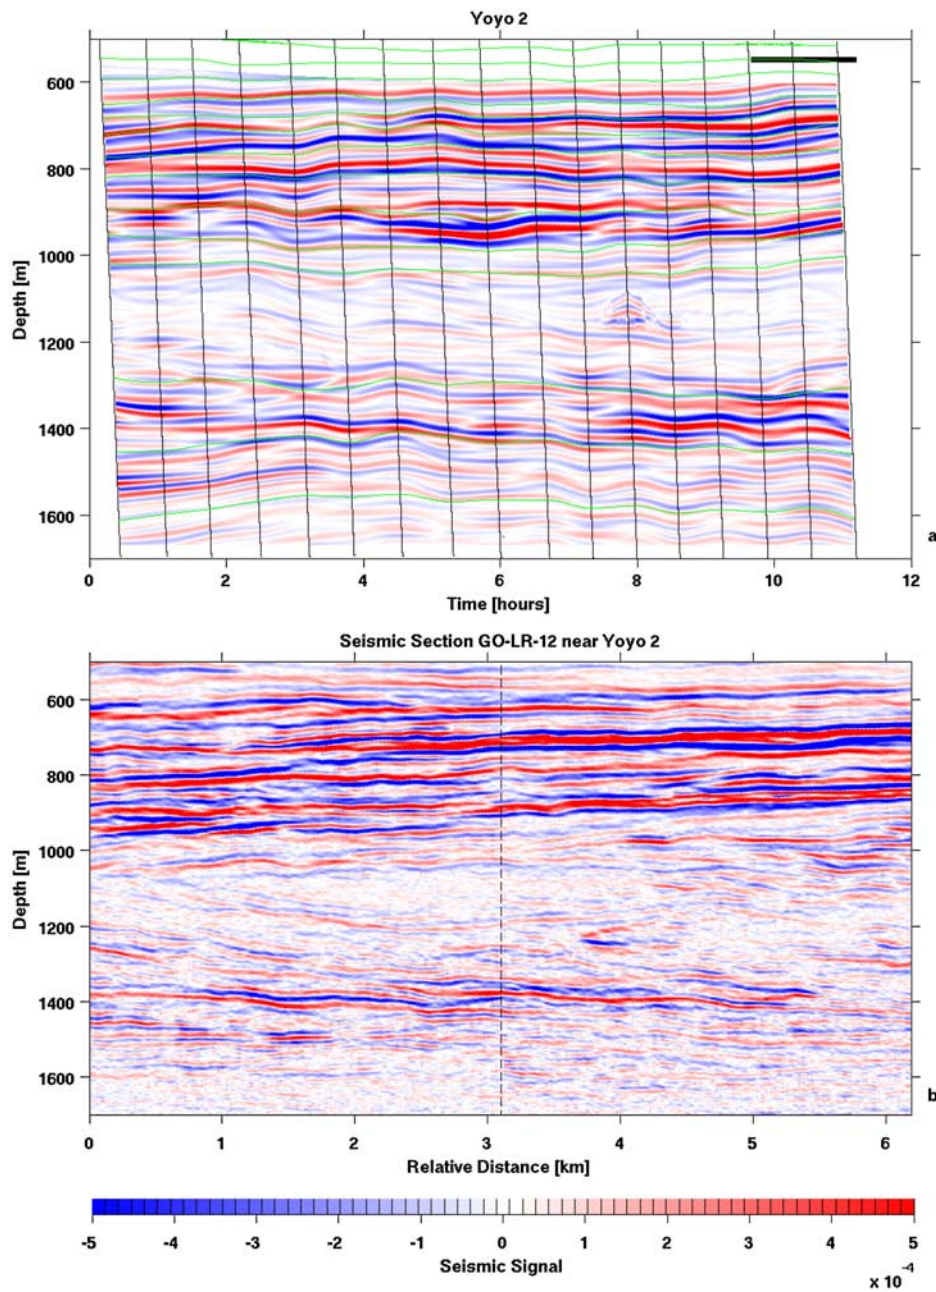 Yoyo 2
600
800
1000
1200
1400
1600
Depth [m]
0 2 4 6 8 10 12
Time [hours]
a
Seismic Section GO-LR-12 near Yoyo 2
600
800
1000
1200
1400
1600
Depth [m]
0 1 2 3 4 5 6
Relative Distance [km]
b
-5 -4 -3 -2 -1 0 1 2 3 4 5
Seismic Signal
x 10 -4